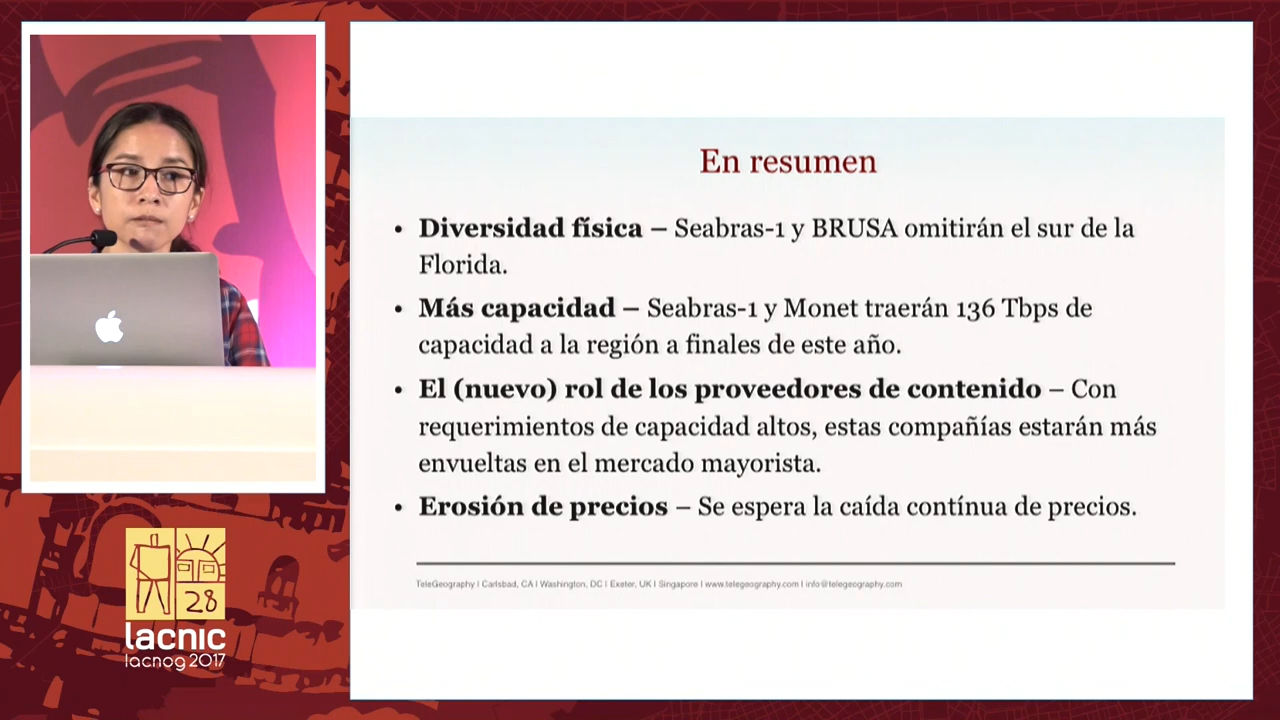 En resumen
• Diversidad física – Seabras-1 y BRUSA omitirán el sur de la
Florida.
• Más capacidad – Seabras-1 y Monet traerán 136 Tbps de
capacidad a la región a finales de este año.
• El (nuevo) rol de los proveedores de contenido – Con
requerimientos de capacidad altos, estas compañías estarán más
envueltas en el mercado mayorista.
• Erosión de precios – Se espera la caída contínua de precios.
TeleGeography | Carlsbad, CA | Washington, DC | Exeter, UK | Singapore | www.telegeography.com | info@telegeography.com
28
lacnic
lacnog 2017